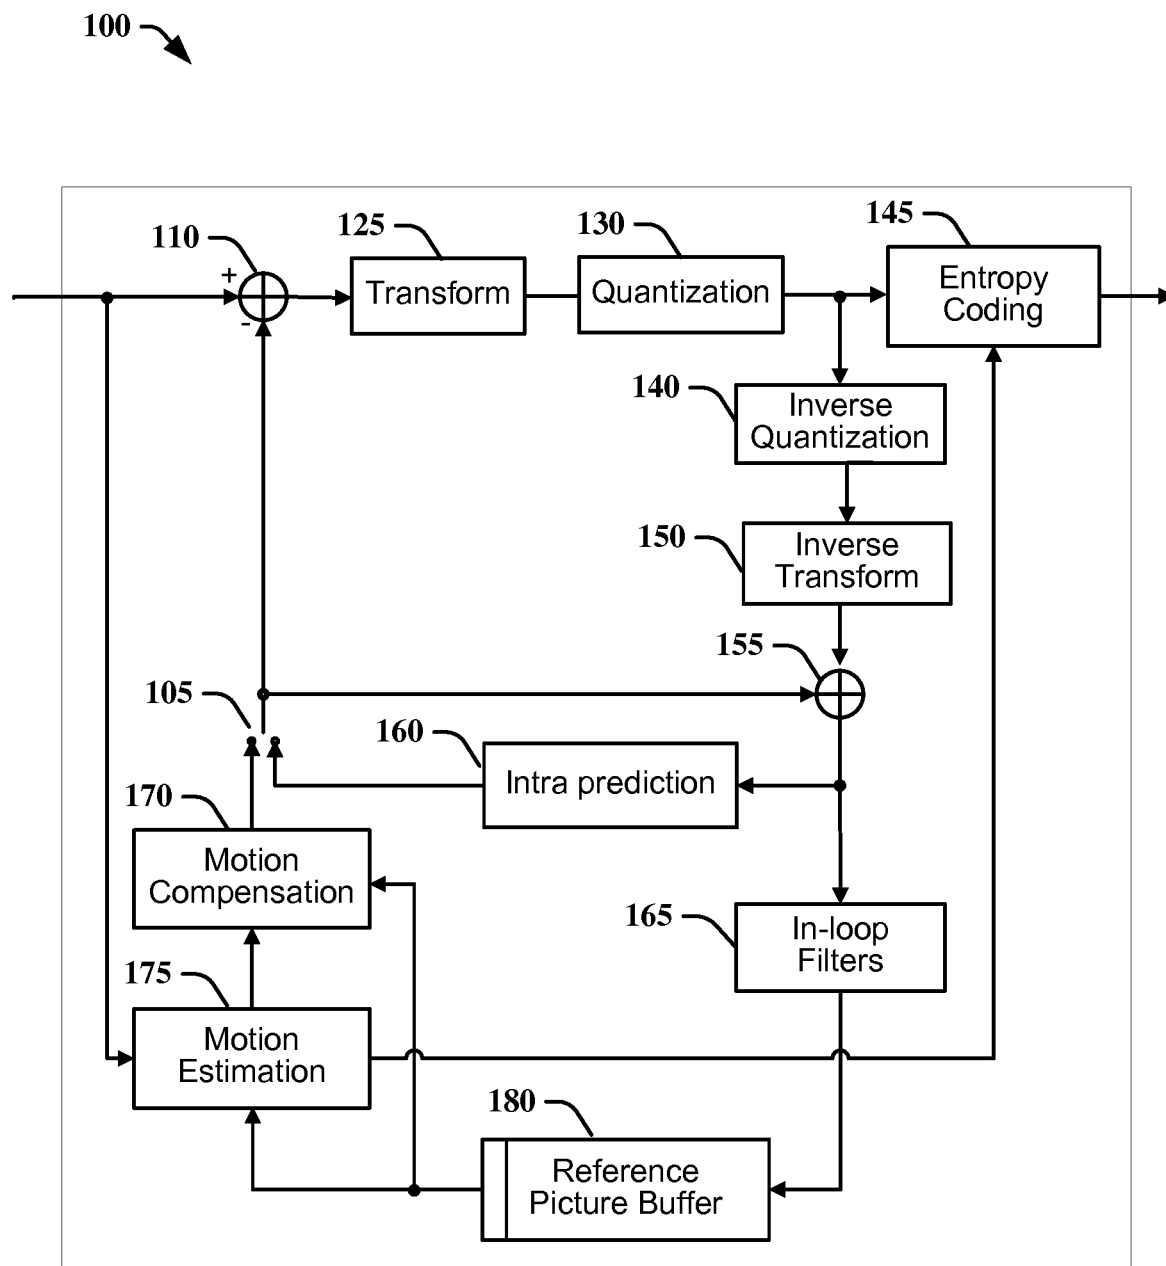 100
110
125
130
145
+
-
Transform
Quantization
Entropy
Coding
140
Inverse
Quantization
150
Inverse
Transform
155
105
160
Intra prediction
170
Motion
Compensation
165
In-loop
Filters
175
Motion
Estimation
180
Reference
Picture Buffer